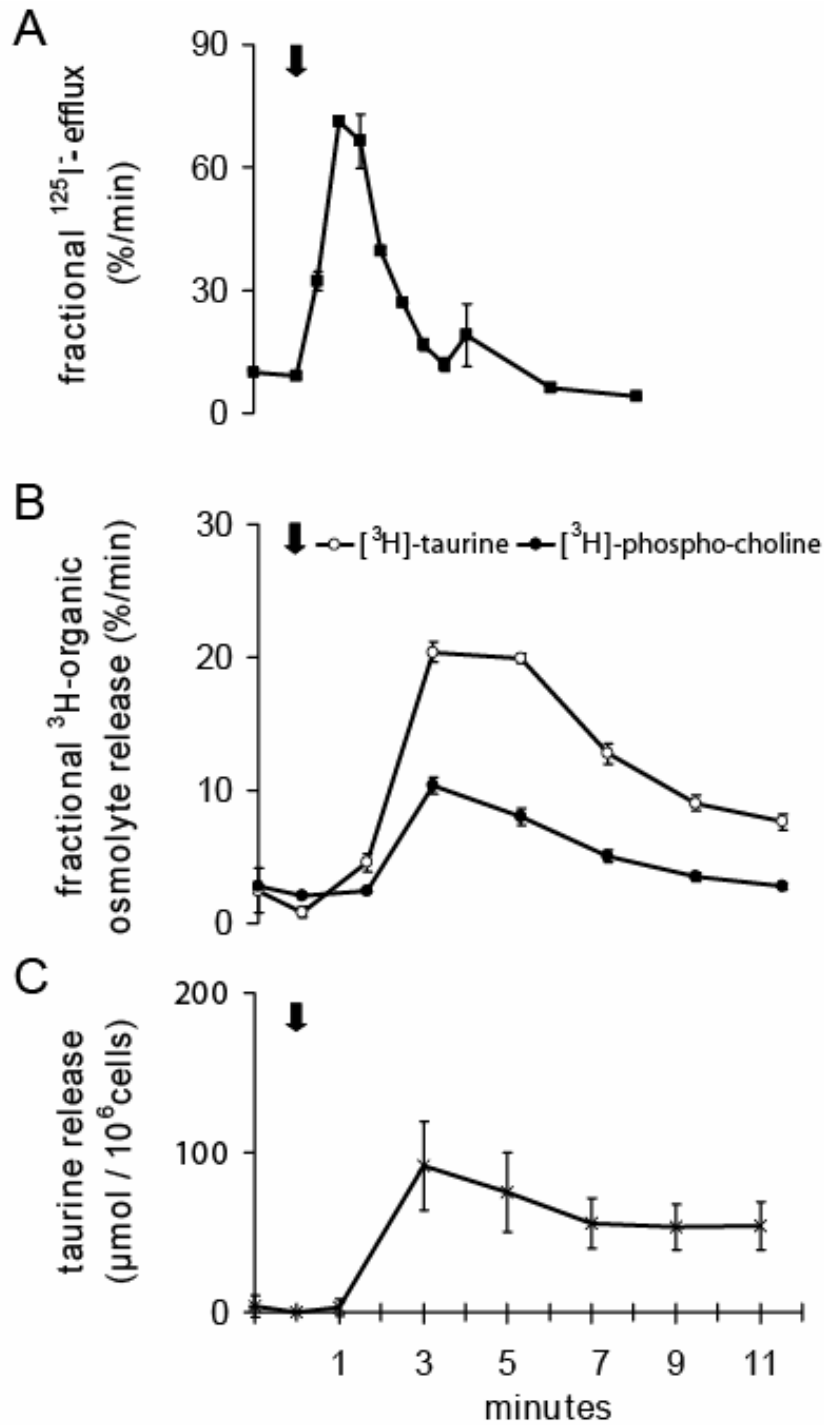 A
fractional ¹²⁵I⁻-efflux
(%/min)
90
60
30
0
B
fractional ³H-organic
osmolyte release (%/min)
30
20
10
0
[³H]-taurine [³H]-phospho-choline
C
taurine release
(µmol / 10⁶cells)
200
100
0
1 3 5 7 9 11
minutes